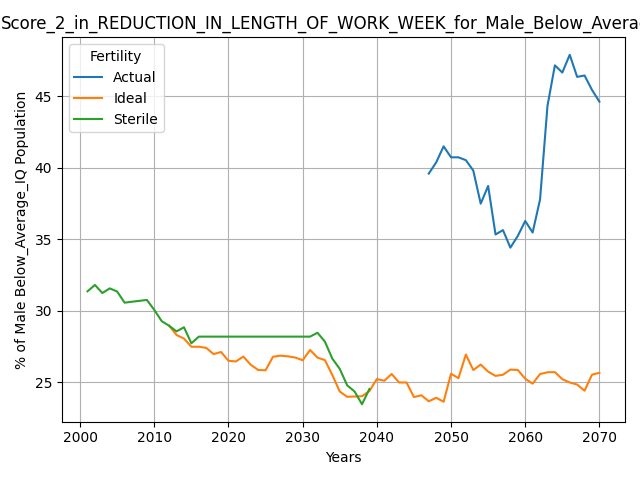 Score_2_in_REDUCTION_IN_LENGTH_OF_WORK_WEEK_for_Male_Below_Avera
Fertility
Actual
Ideal
Sterile
% of Male Below_Average_IQ Population
45
40
35
30
25
2000 2010 2020 2030 2040 2050 2060 2070
Years